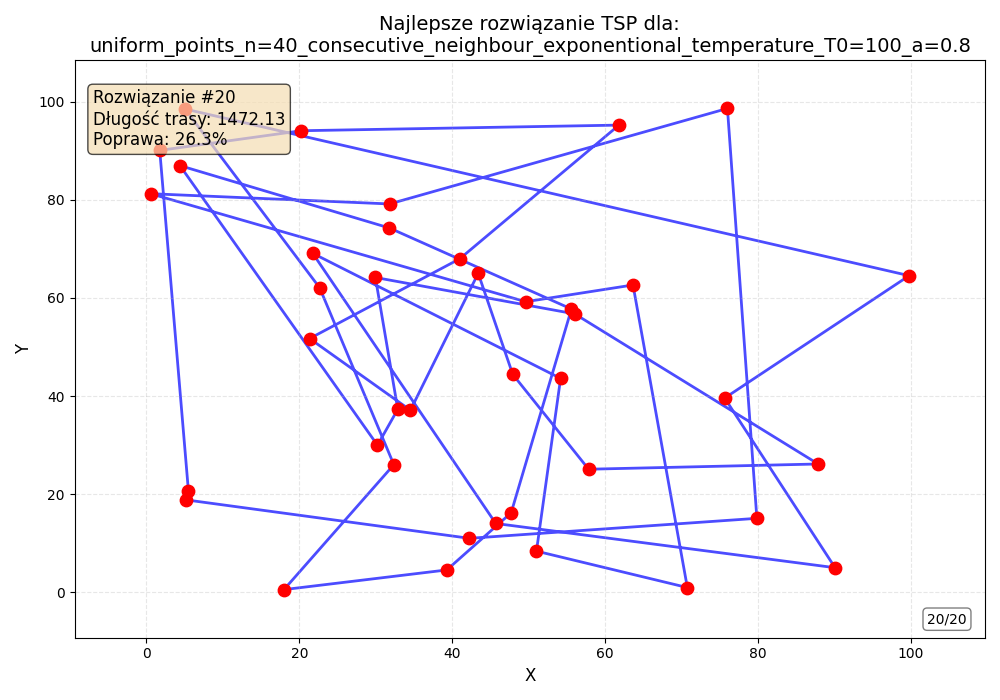 Najlepsze rozwiązanie TSP dla:
uniform_points_n=40_consecutive_neighbour_exponential_temperature_T0=100_a=0.8
Rozwiązanie #20
Długość trasy: 1472.13
Poprawa: 26.3%
100
80
60
40
20
0
Y
20/20
0 20 40 60 80 100
X